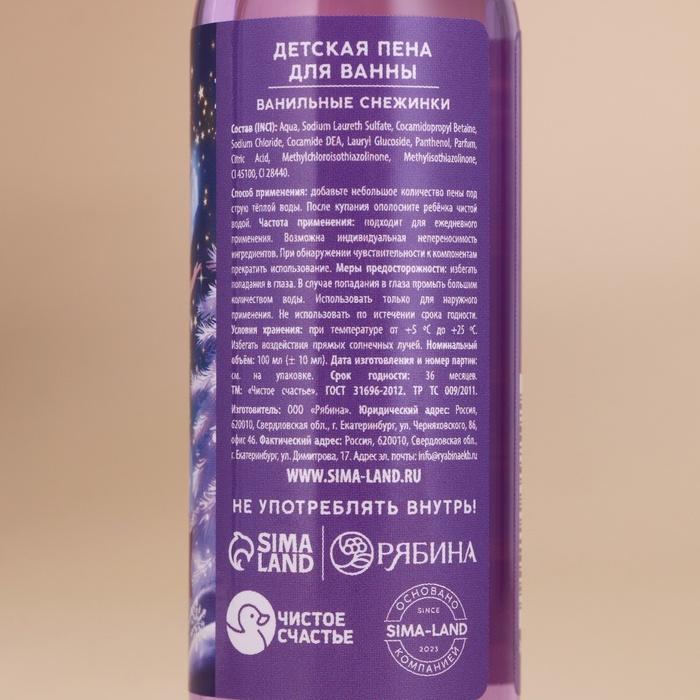 ДЕТСКАЯ ПЕНА
ДЛЯ ВАННЫ
ВАНИЛЬНЫЕ СНЕЖИНКИ
Состав (INCI): Aqua, Sodium Laureth Sulfate, Cocamidopropyl Betaine,
Sodium Chloride, Cocamide DEA, Lauryl Glucoside, Panthenol, Parfum,
Citric Acid, Methylchloroisothiazolinone, Methylisothiazolinone,
CI 45100, CI 28440.
Способ применения: добавьте небольшое количество пены под
струю тёплой воды. После купания ополосните ребёнка чистой
водой. Частота применения: подходит для ежедневного
применения. Возможна индивидуальная непереносимость
ингредиентов. При обнаружении чувствительности к компонентам
прекратить использование. Меры предосторожности: избегать
попадания в глаза. В случае попадания в глаза промыть большим
количеством воды. Использовать только для наружного
применения. Не использовать по истечении срока годности.
Условия хранения: при температуре от +5 °С до +25 °С.
Избегать воздействия прямых солнечных лучей. Номинальный
объём: 100 мл (± 10 мл). Дата изготовления и номер партии:
см. на упаковке. Срок годности: 36 месяцев.
ТМ: «Чистое счастье». ГОСТ 31696-2012. ТР ТС 009/2011.
Изготовитель: ООО «Рябина». Юридический адрес: Россия,
620010, Свердловская обл., г. Екатеринбург, ул. Черняховского, 86,
офис 46. Фактический адрес: Россия, 620010, Свердловская обл.,
г. Екатеринбург, ул. Димитрова, 17. Адрес эл. почты: info@ryabinaekb.ru
WWW.SIMA-LAND.RU
НЕ УПОТРЕБЛЯТЬ ВНУТРЬ!
SIMA
LAND
РЯБИНА
ЧИСТОЕ
СЧАСТЬЕ
ОСНОВАНО
SINCE
SIMA-LAND
2023
КОМПАНИЕЙ